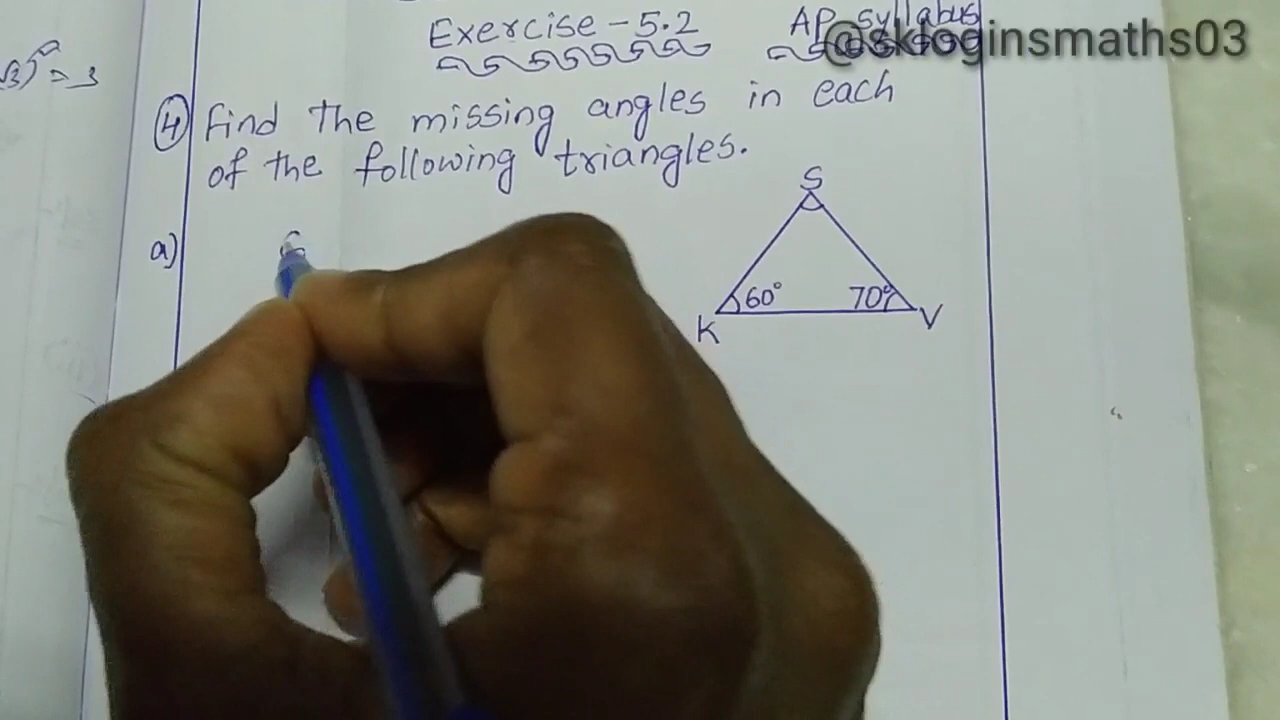 Exercise - 5.2
AP syllabus
@skloginsmaths03
④ Find the missing angles in each
of the following triangles.
a)
S
60° 70°
K V